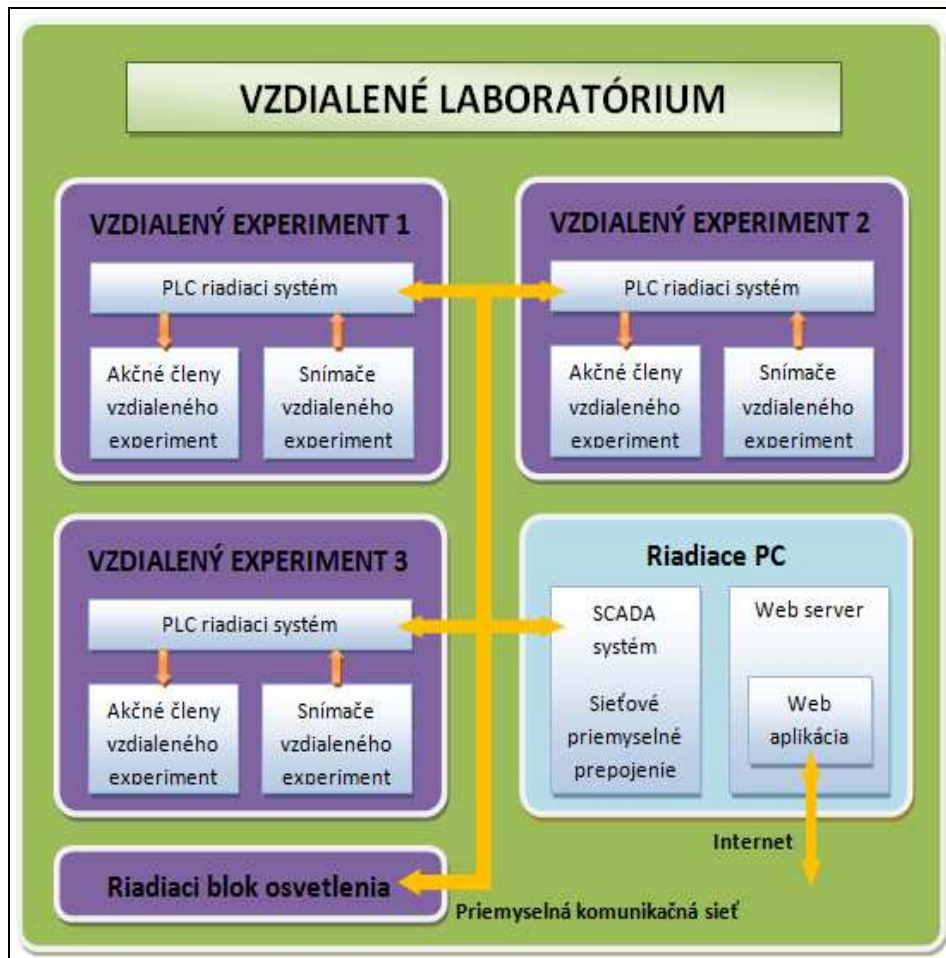 VZDIALENÉ LABORATÓRIUM
VZDIALENÝ EXPERIMENT 1
PLC riadiaci systém
Akčné členy
vzdialeného
experiment
Snímače
vzdialeného
experiment
VZDIALENÝ EXPERIMENT 2
PLC riadiaci systém
Akčné členy
vzdialeného
experiment
Snímače
vzdialeného
experiment
VZDIALENÝ EXPERIMENT 3
PLC riadiaci systém
Akčné členy
vzdialeného
experiment
Snímače
vzdialeného
experiment
Riadiace PC
SCADA
systém
Sieťové
priemyselné
prepojenie
Web server
Web
aplikácia
Internet
Riadiaci blok osvetlenia
Priemyselná komunikačná sieť